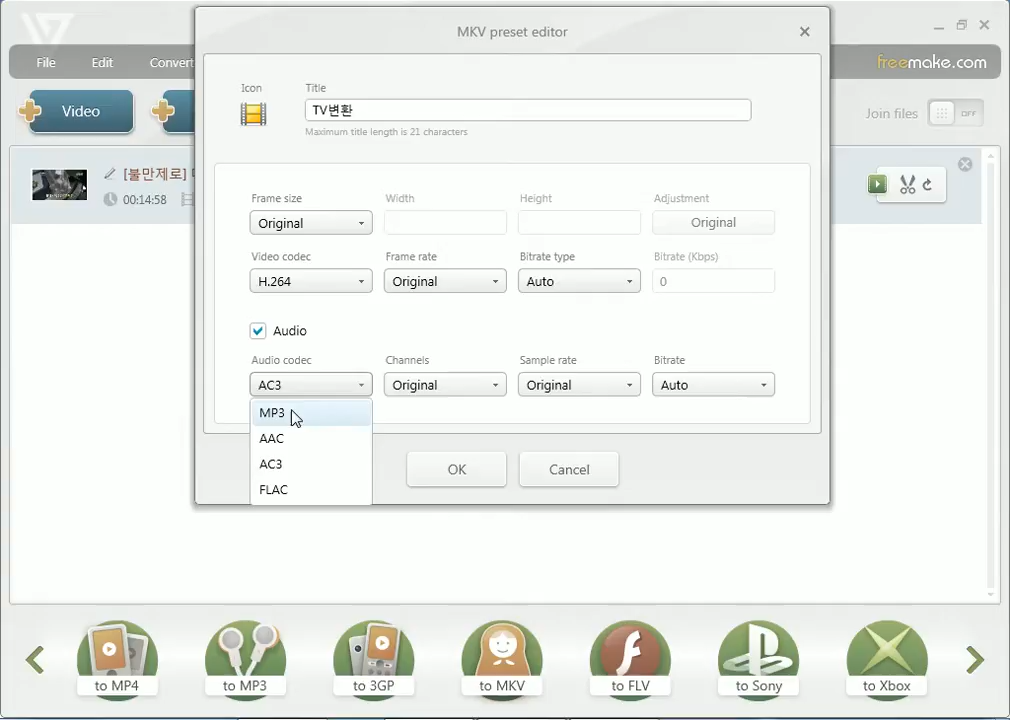 MKV preset editor
File Edit Convert
freemake.com
Icon Title
TV변환
Maximum title length is 21 characters
Video
Join files OFF
[불만제로]
00:14:58
Frame size Width Height Adjustment
Original Original
Video codec Frame rate Bitrate type Bitrate (Kbps)
H.264 Original Auto 0
Audio
Audio codec Channels Sample rate Bitrate
AC3 Original Original Auto
MP3
AAC
AC3
FLAC
OK Cancel
to MP4 to MP3 to 3GP to MKV to FLV to Sony to Xbox